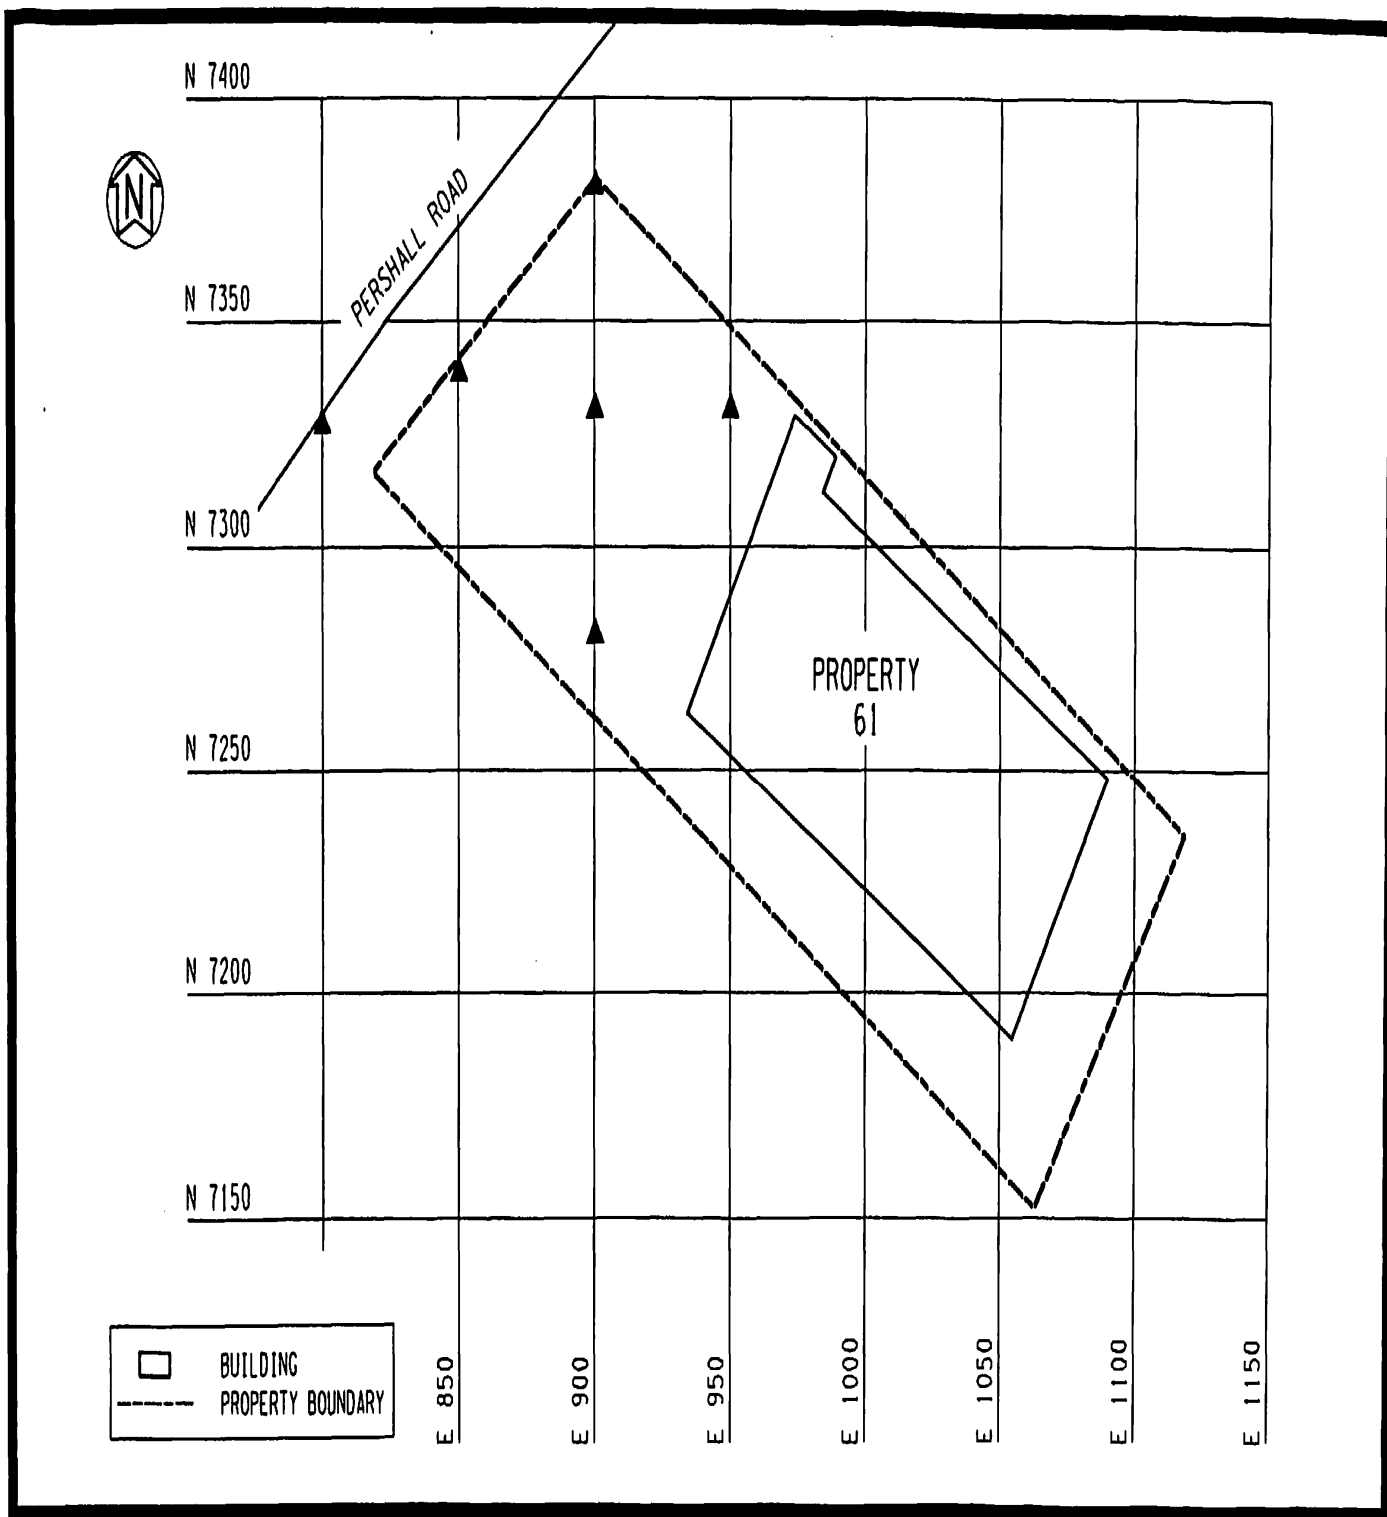 N 7400
N
PERSHALL ROAD
N 7350
N 7300
PROPERTY
61
N 7250
N 7200
N 7150
BUILDING
PROPERTY BOUNDARY
E 850
E 900
E 950
E 1000
E 1050
E 1100
E 1150